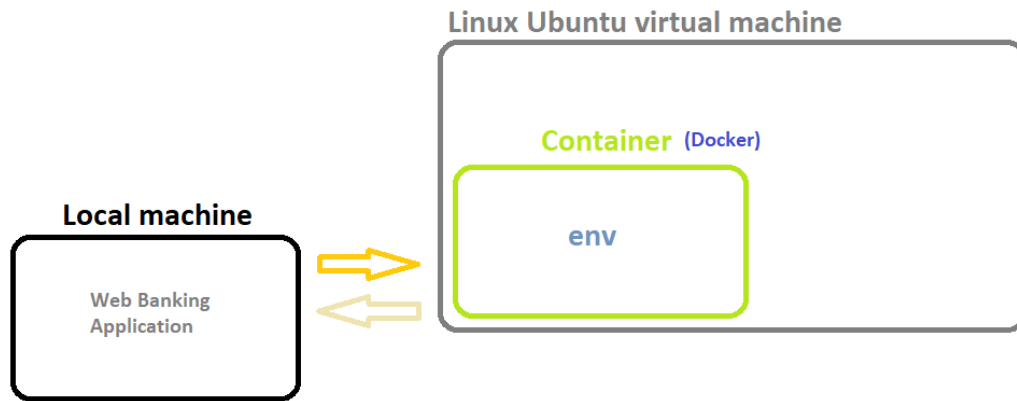 Linux Ubuntu virtual machine
Container (Docker)
env
Local machine
Web Banking
Application